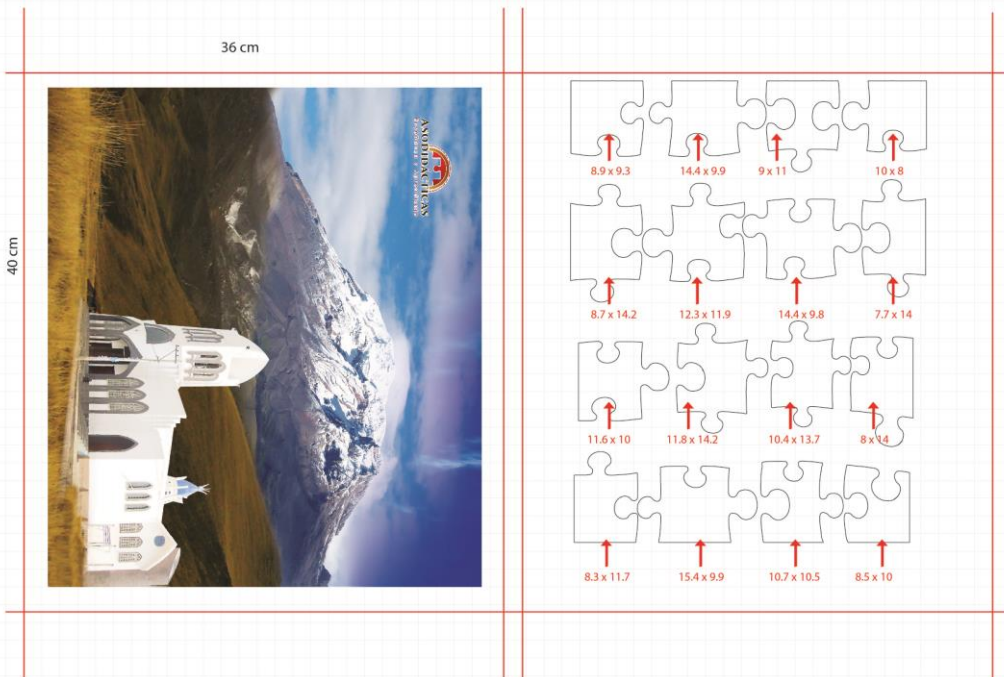 36 cm
40 cm
ASORIDACTICAS
8.9 x 9.3
14.4 x 9.9
9 x 11
10 x 8
8.7 x 14.2
12.3 x 11.9
14.4 x 9.8
7.7 x 14
11.6 x 10
11.8 x 14.2
10.4 x 13.7
8 x 14
8.3 x 11.7
15.4 x 9.9
10.7 x 10.5
8.5 x 10